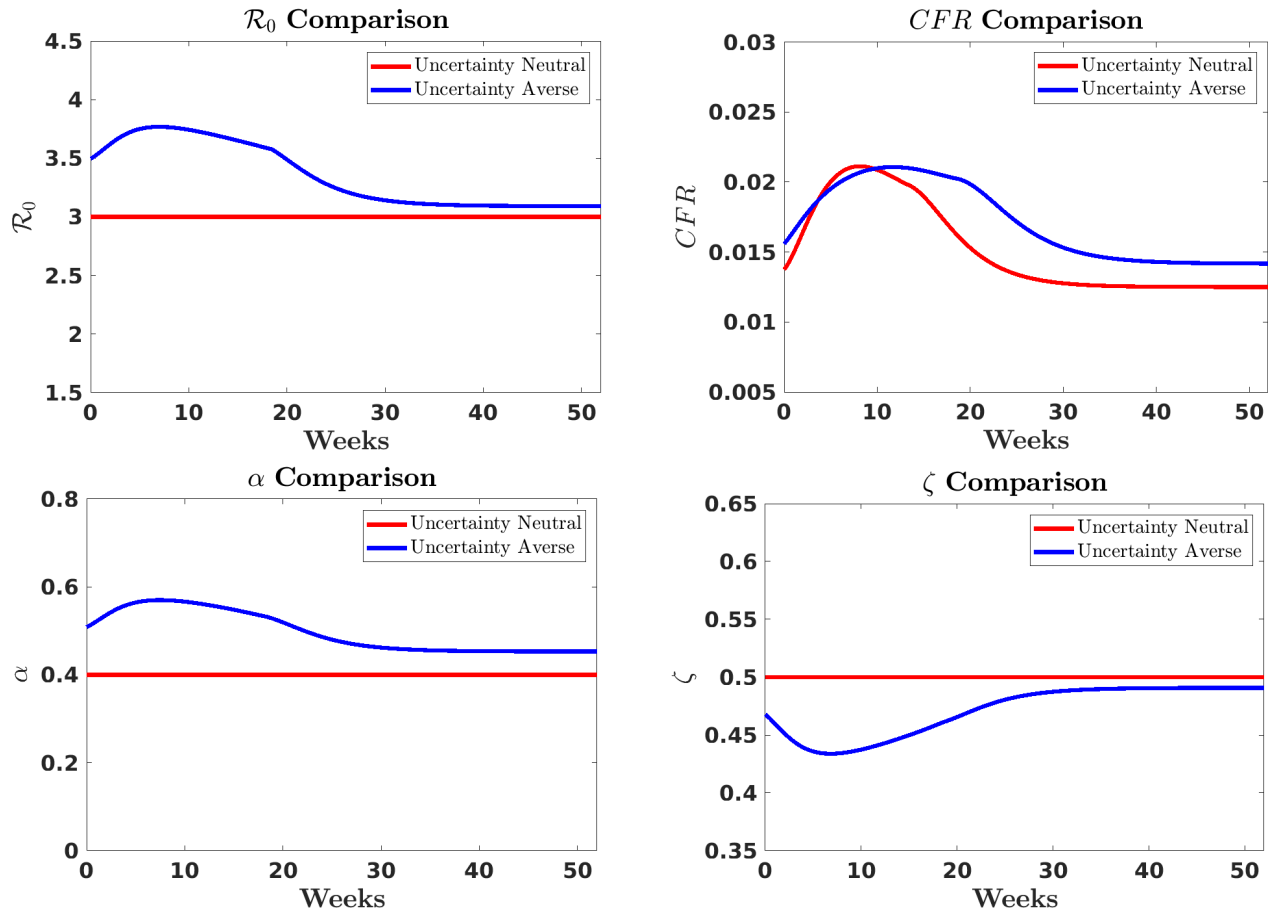 R₀ Comparison
4.5
4
3.5
3
2.5
2
1.5
R₀
Uncertainty Neutral
Uncertainty Averse
0 10 20 30 40 50
Weeks
CFR Comparison
0.03
0.025
0.02
0.015
0.01
0.005
CFR
Uncertainty Neutral
Uncertainty Averse
0 10 20 30 40 50
Weeks
α Comparison
0.8
0.6
0.4
0.2
0
α
Uncertainty Neutral
Uncertainty Averse
0 10 20 30 40 50
Weeks
ζ Comparison
0.65
0.6
0.55
0.5
0.45
0.4
0.35
ζ
Uncertainty Neutral
Uncertainty Averse
0 10 20 30 40 50
Weeks